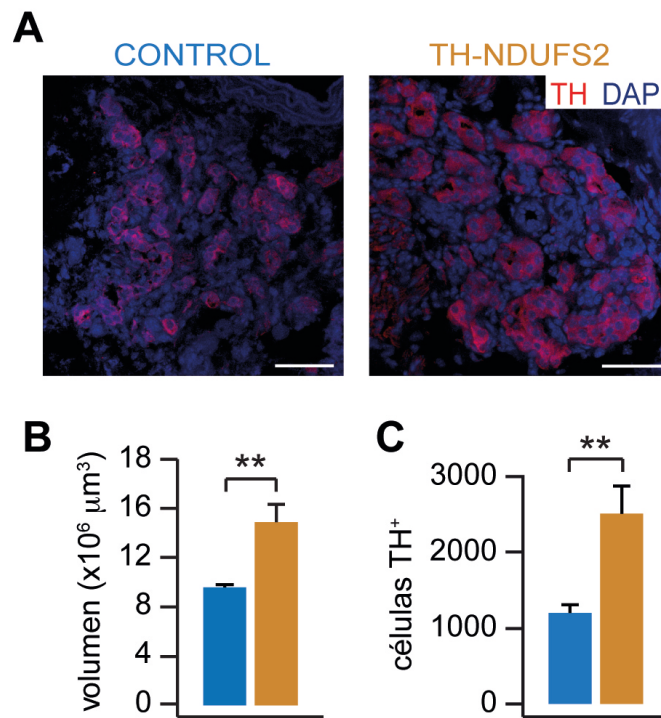 A
CONTROL
TH-NDUFS2
TH DAP
B
volumen (x10⁶ μm³)
18
16
12
8
4
0
**
C
células TH⁺
3000
2000
1000
0
**